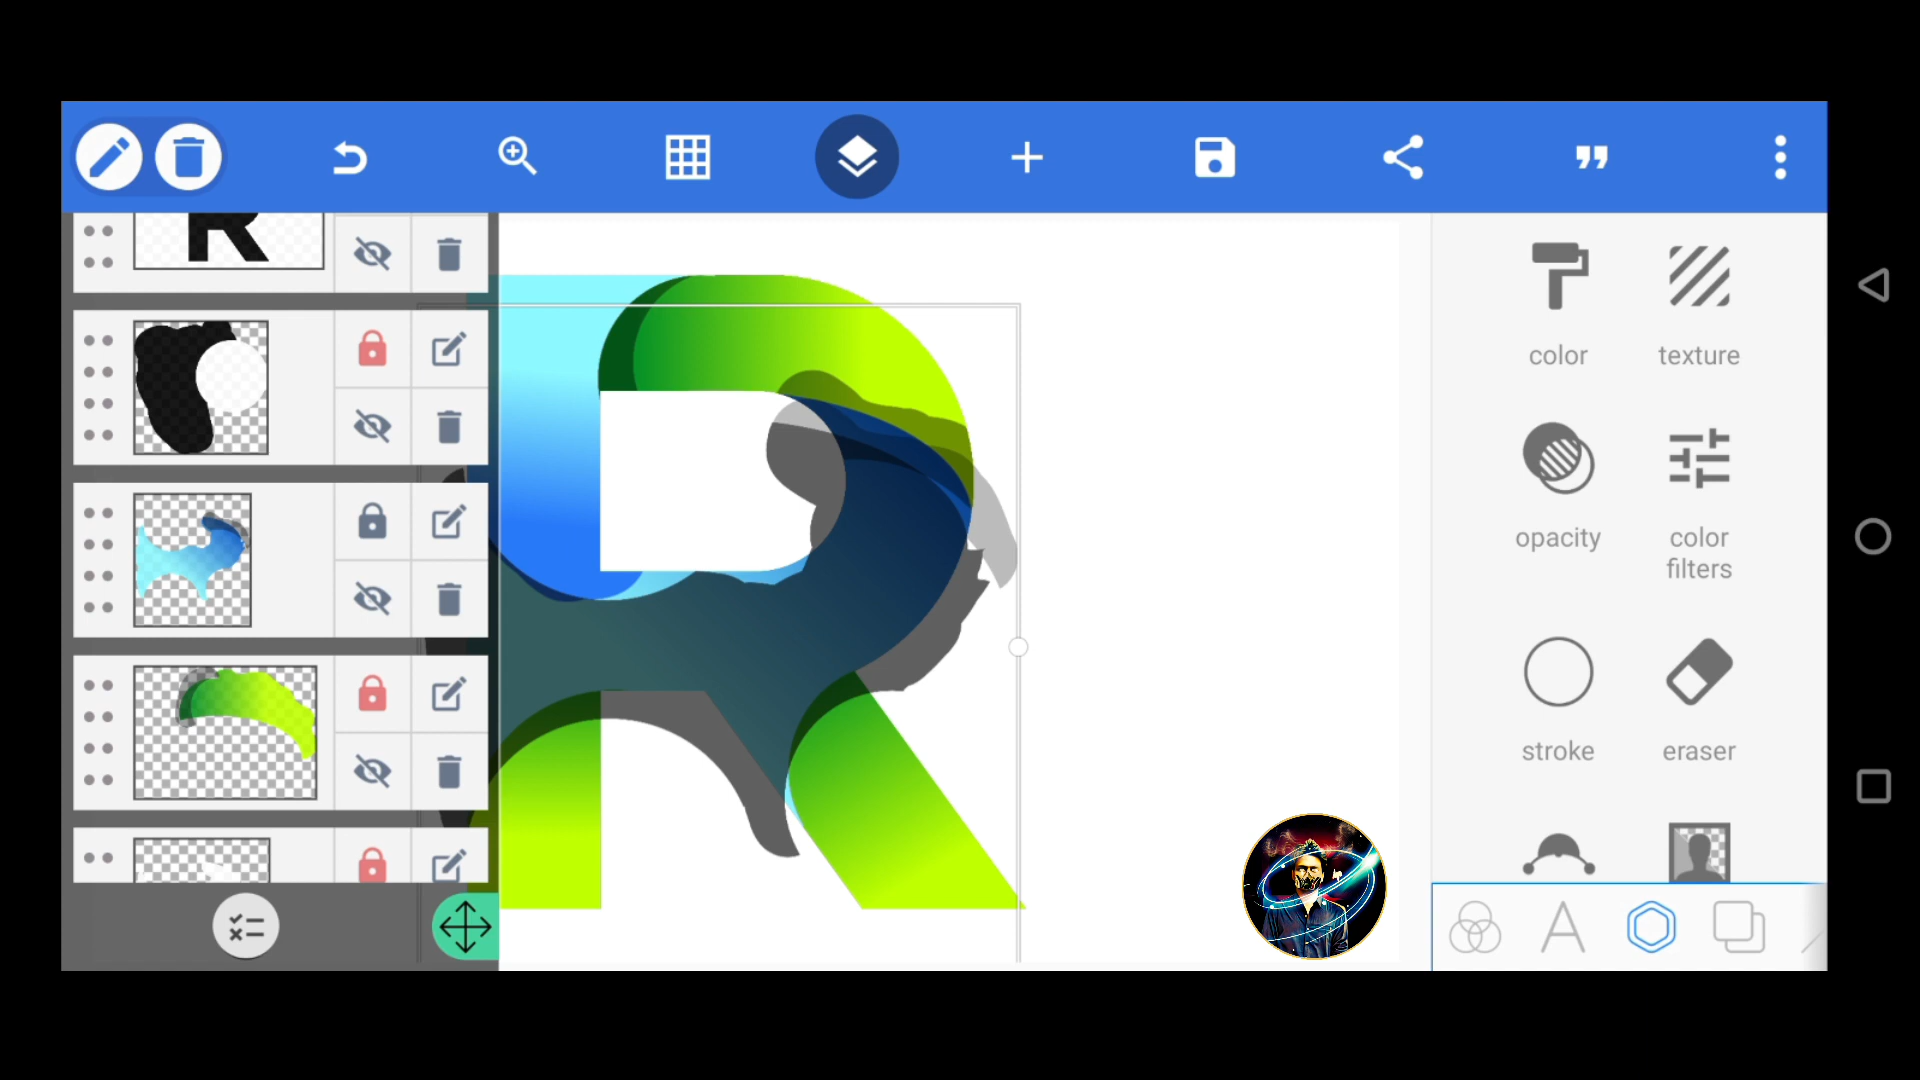 R
color texture
opacity color
filters
stroke eraser